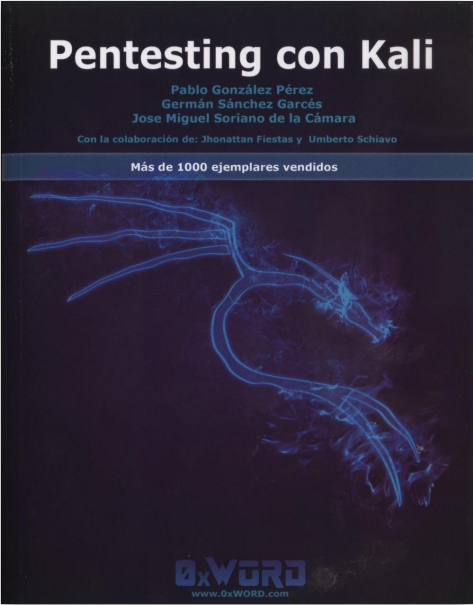 Pentesting con Kali
Pablo González Pérez
Germán Sánchez Garcés
Jose Miguel Soriano de la Cámara
Con la colaboración de: Jhonattan Fiestas y Umberto Schiavo
Más de 1000 ejemplares vendidos
0xWORD
www.0xWORD.com